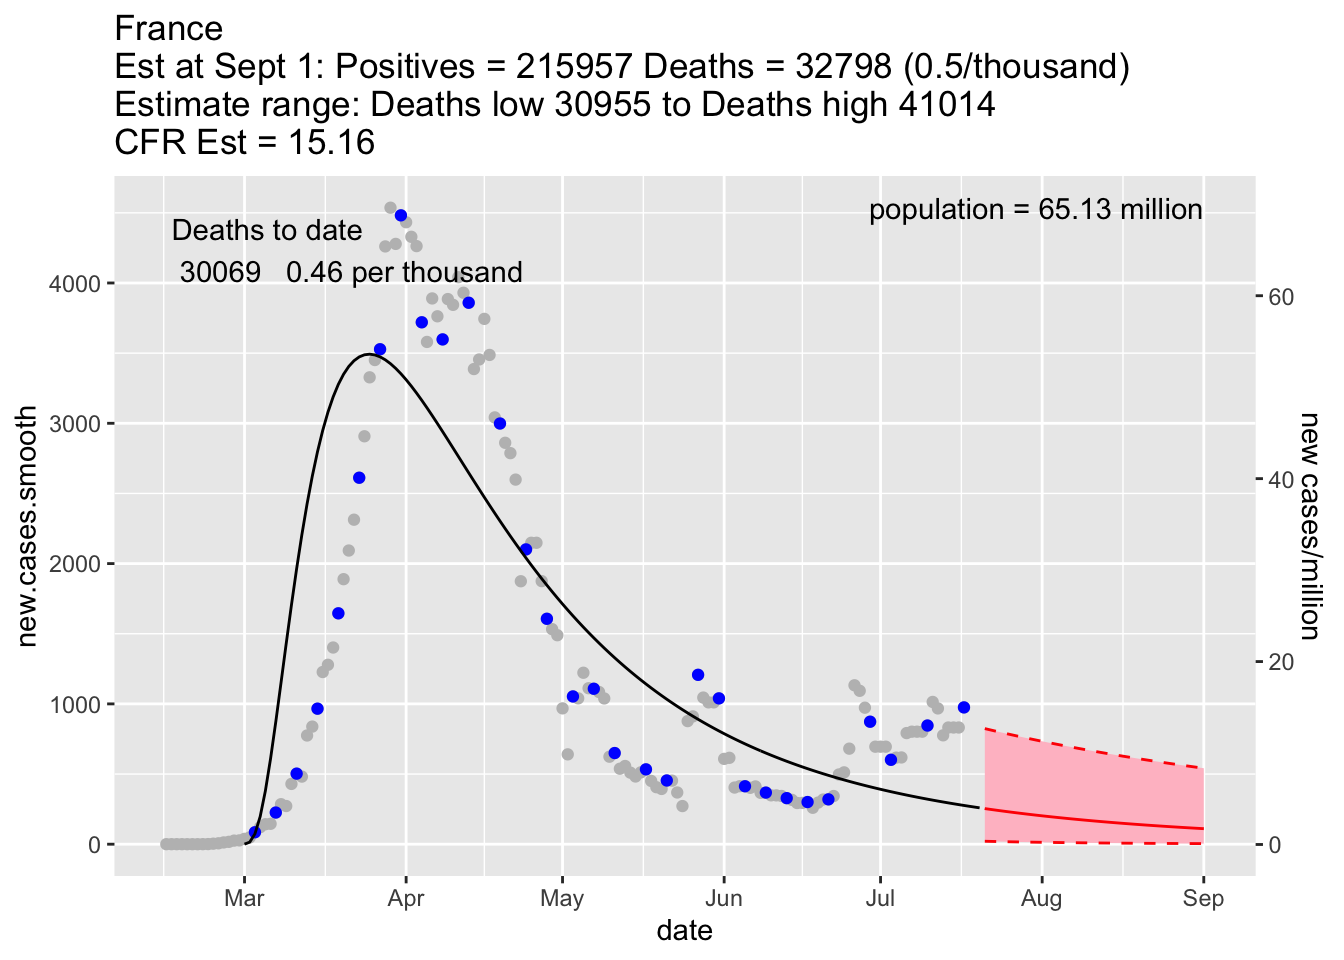 France
Est at Sept 1: Positives = 215957 Deaths = 32798 (0.5/thousand)
Estimate range: Deaths low 30955 to Deaths high 41014
CFR Est = 15.16
population = 65.13 million
Deaths to date
30069 0.46 per thousand
new.cases.smooth
4000
3000
2000
1000
0
new cases/million
60
40
20
0
Mar Apr May Jun Jul Aug Sep
date